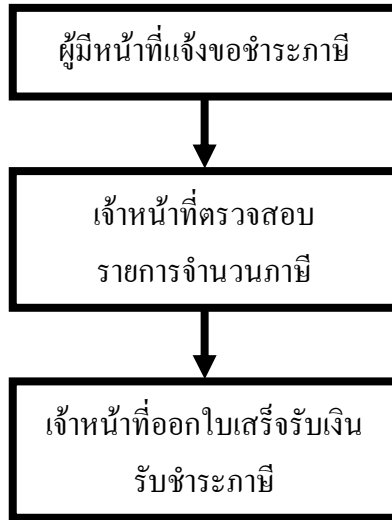 ผู้มีหน้าที่แจ้งขอชำระภาษี
เจ้าหน้าที่ตรวจสอบ
รายการจำนวนภาษี
เจ้าหน้าที่ออกใบเสร็จรับเงิน
รับชำระภาษี